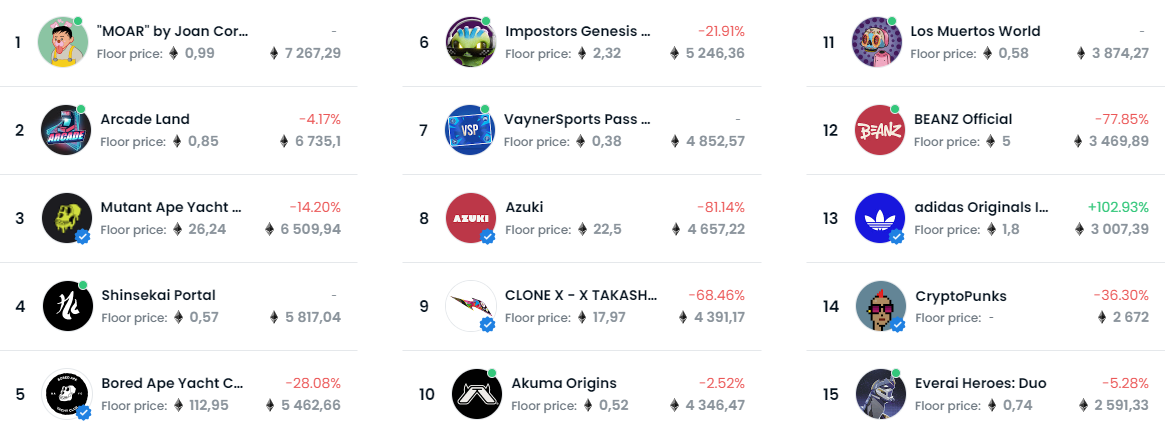 1
"MOAR" by Joan Cor...
-
Floor price: 0,99
7 267,29
2
Arcade Land
-4.17%
Floor price: 0,85
6 735,1
ARCADE
3
Mutant Ape Yacht ...
-14.20%
Floor price: 26,24
6 509,94
4
Shinsekai Portal
-
Floor price: 0,57
5 817,04
5
Bored Ape Yacht C...
-28.08%
Floor price: 112,95
5 462,66
6
Impostors Genesis ...
-21.91%
Floor price: 2,32
5 246,36
7
VSP
VaynerSports Pass ...
-
Floor price: 0,38
4 852,57
8
AZUKI
Azuki
-81.14%
Floor price: 22,5
4 657,22
9
CLONE X - X TAKASH...
-68.46%
Floor price: 17,97
4 391,17
10
Akuma Origins
-2.52%
Floor price: 0,52
4 346,47
11
Los Muertos World
-
Floor price: 0,58
3 874,27
12
BEANZ
BEANZ Official
-77.85%
Floor price: 5
3 469,89
13
adidas Originals I...
+102.93%
Floor price: 1,8
3 007,39
14
CryptoPunks
-36.30%
Floor price: -
2 672
15
Everai Heroes: Duo
-5.28%
Floor price: 0,74
2 591,33